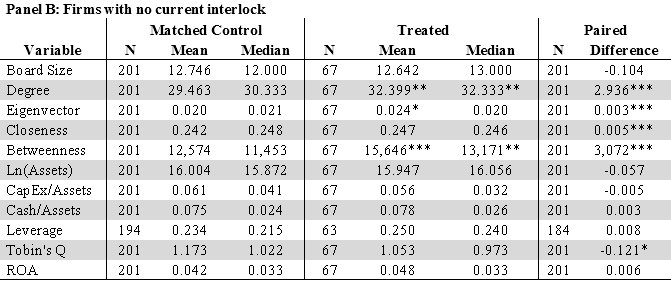 Panel B: Firms with no current interlock
Matched Control Treated Paired
Variable N Mean Median N Mean Median N Difference
Board Size 201 12.746 12.000 67 12.642 13.000 201 -0.104
Degree 201 29.463 30.333 67 32.399** 32.333** 201 2.936***
Eigenvector 201 0.020 0.021 67 0.024* 0.020 201 0.003***
Closeness 201 0.242 0.248 67 0.247 0.246 201 0.005***
Betweenness 201 12,574 11,453 67 15,646*** 13,171** 201 3,072***
Ln(Assets) 201 16.004 15.872 67 15.947 16.056 201 -0.057
CapEx/Assets 201 0.061 0.041 67 0.056 0.032 201 -0.005
Cash/Assets 201 0.075 0.024 67 0.078 0.026 201 0.003
Leverage 194 0.234 0.215 63 0.250 0.240 184 0.008
Tobin's Q 201 1.173 1.022 67 1.053 0.973 201 -0.121*
ROA 201 0.042 0.033 67 0.048 0.033 201 0.006